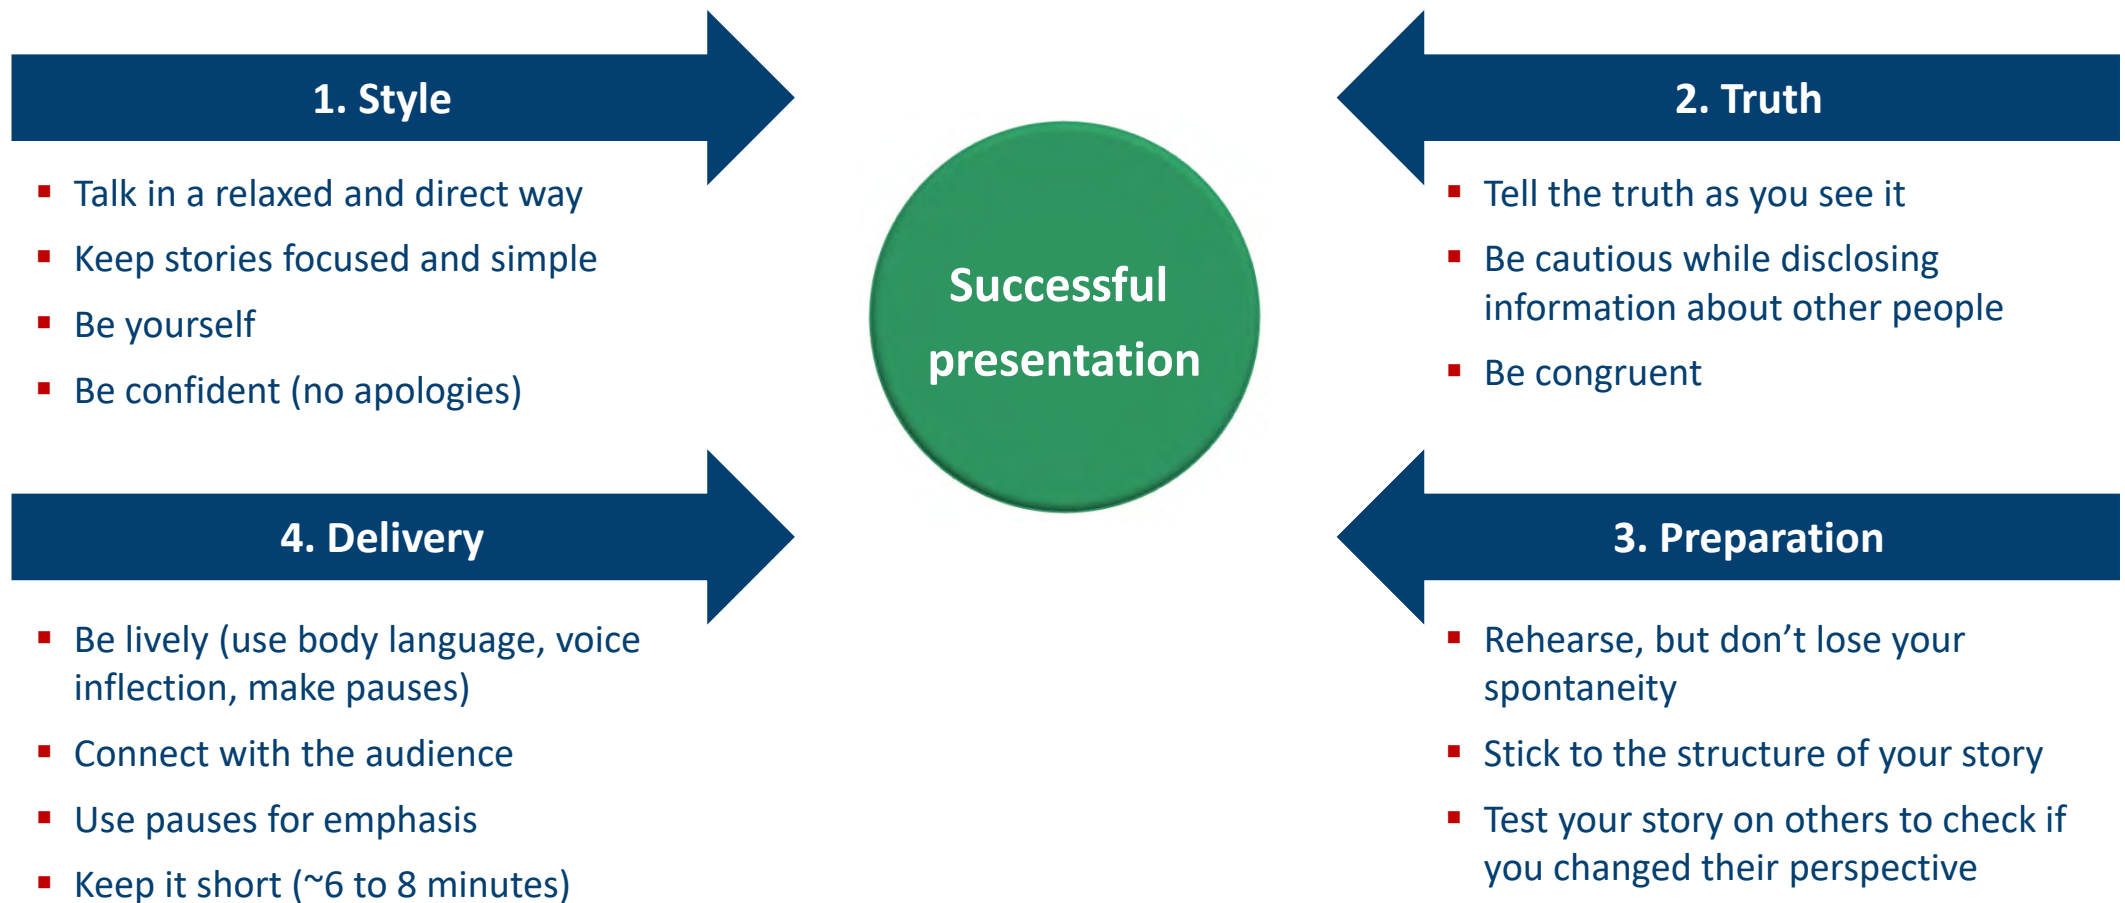 1. Style
▪ Talk in a relaxed and direct way
▪ Keep stories focused and simple
▪ Be yourself
▪ Be confident (no apologies)
Successful
presentation
2. Truth
▪ Tell the truth as you see it
▪ Be cautious while disclosing
information about other people
▪ Be congruent
3. Preparation
▪ Rehearse, but don’t lose your
spontaneity
▪ Stick to the structure of your story
▪ Test your story on others to check if
you changed their perspective
4. Delivery
▪ Be lively (use body language, voice
inflection, make pauses)
▪ Connect with the audience
▪ Use pauses for emphasis
▪ Keep it short (~6 to 8 minutes)